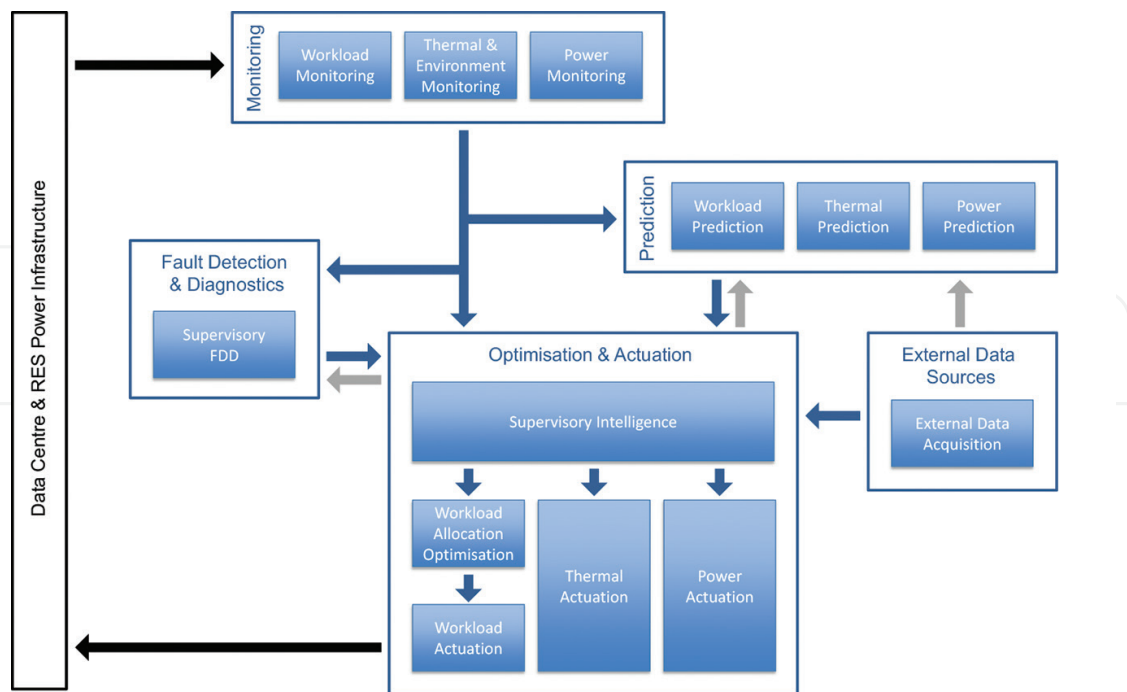 Data Centre & RES Power Infrastructure
Monitoring
Workload
Monitoring
Thermal &
Environment
Monitoring
Power
Monitoring
Prediction
Workload
Prediction
Thermal
Prediction
Power
Prediction
Fault Detection
& Diagnostics
Supervisory
FDD
Optimisation & Actuation
Supervisory Intelligence
Workload
Allocation
Optimisation
Workload
Actuation
Thermal
Actuation
Power
Actuation
External Data
Sources
External Data
Acquisition